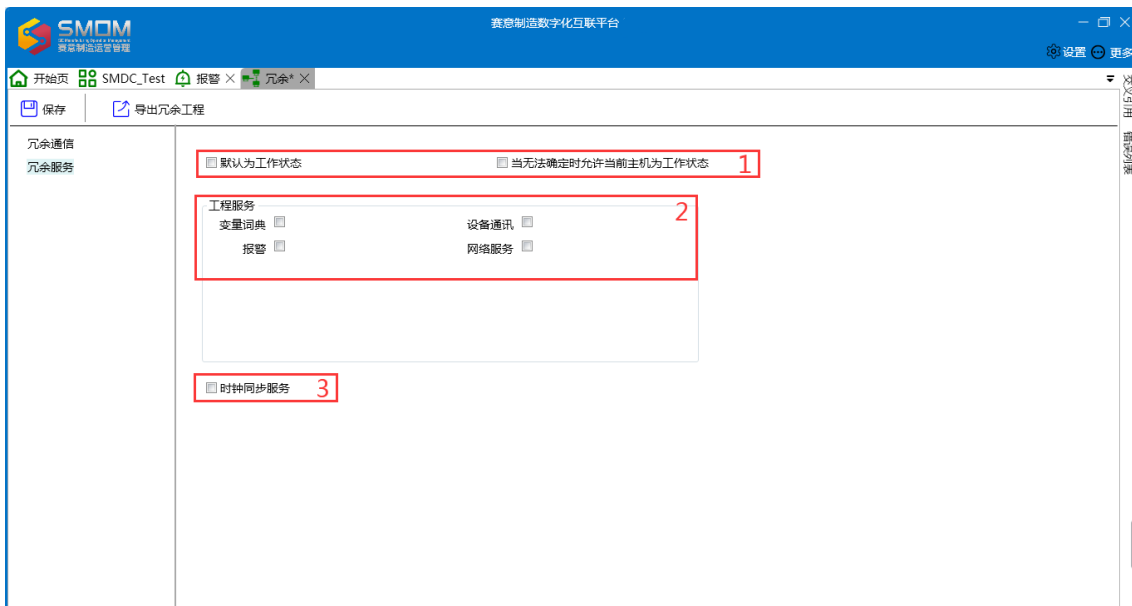 SMOM
赛意制造运营管理
赛意制造数字化互联平台
设置 更多
开始页 SMDC_Test 报警 冗余*
保存 导出冗余工程
交叉引用
错误列表
冗余通信
冗余服务
默认为工作状态 当无法确定时允许当前主机为工作状态 1
工程服务 2
变量词典 设备通讯
报警 网络服务
时钟同步服务 3